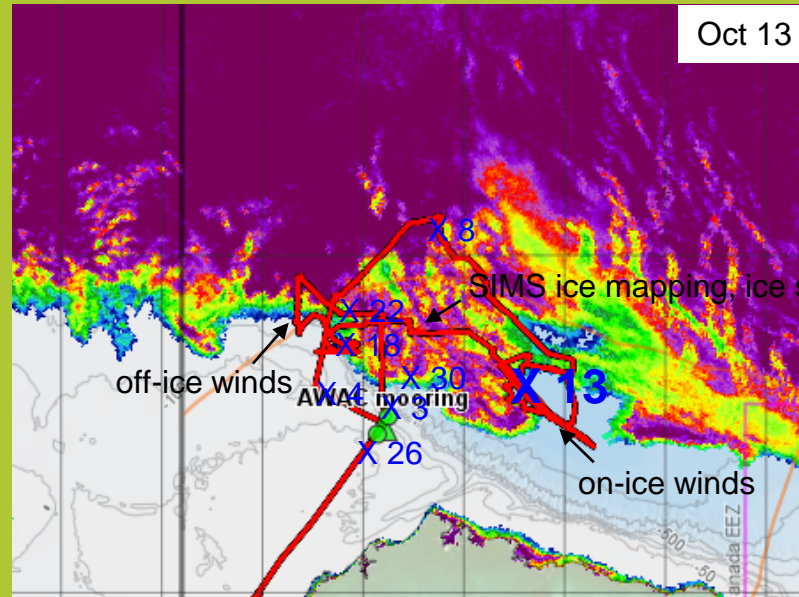 Oct 13
X 8
SIMS ice mapping, ice s
X 22
X 18
off-ice winds
X 30
X 13
X 4
AWAC mooring
X 3
X 26
on-ice winds
-500
-50
anada EEZ